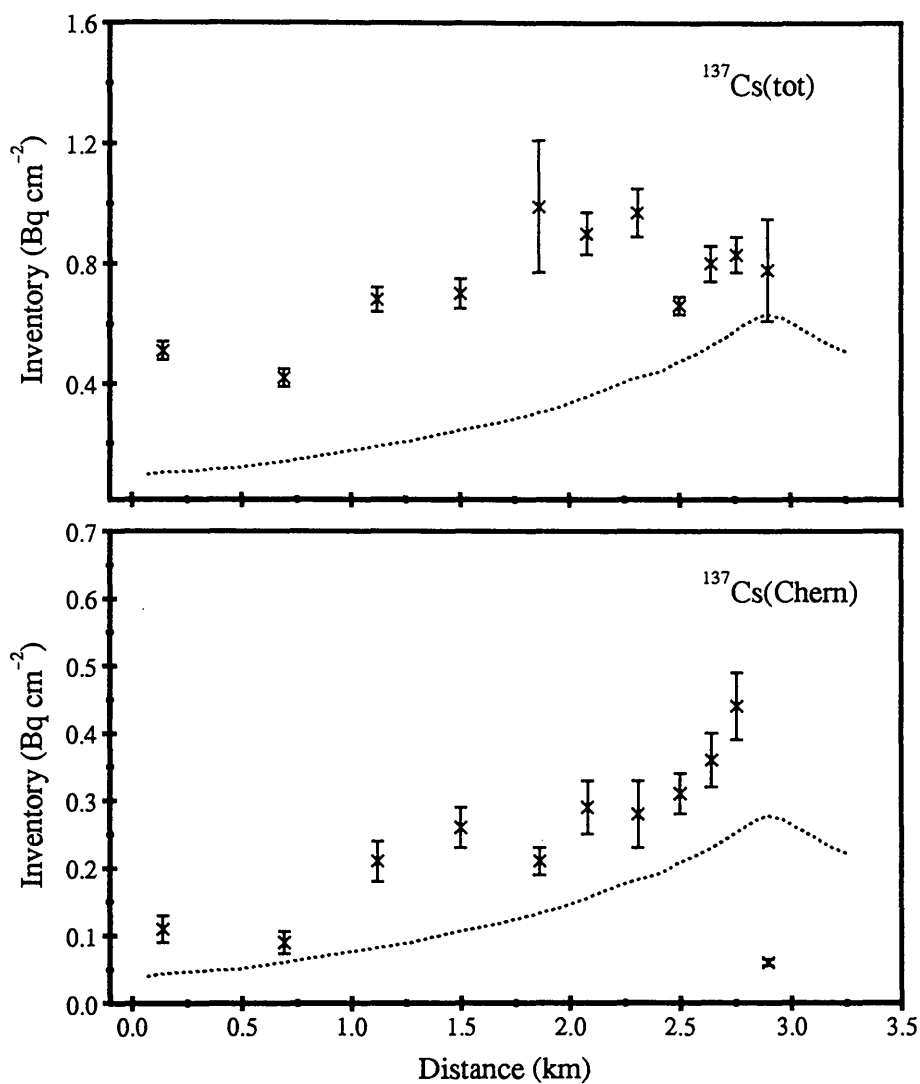 1.6
¹³⁷Cs(tot)
1.2
0.8
0.4
Inventory (Bq cm⁻²)
0.7
¹³⁷Cs(Chern)
0.6
0.5
0.4
0.3
0.2
0.1
0.0
Inventory (Bq cm⁻²)
0.0 0.5 1.0 1.5 2.0 2.5 3.0 3.5
Distance (km)